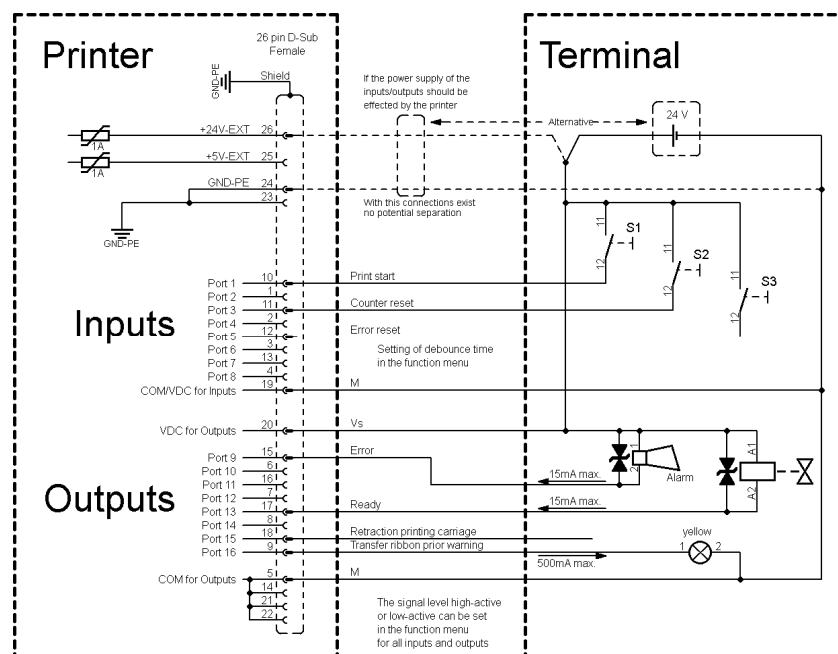 Printer
26 pin D-Sub
Female
GND-PE
Shield
If the power supply of the
inputs/outputs should be
effected by the printer
Terminal
Alternative
24 V
+24V-EXT 26
1A
+5V-EXT 25
1A
GND-PE 24
23
GND-PE
With this connections exist
no potential separation
11
S1
12
11
S2
12
11
S3
12
Inputs
Port 1 10 Print start
Port 2 1
Port 3 11 Counter reset
Port 4 2
Port 5 12 Error reset
Port 6 3
Port 7 13
Port 8 4
COM/VDC for Inputs 19 M
Setting of debounce time
in the function menu
Outputs
VDC for Outputs 20 Vs
Port 9 15 Error
Port 10 6
Port 11 16
Port 12 7
Port 13 17 Ready
Port 14 8
Port 15 18 Retraction printing carriage
Port 16 9 Transfer ribbon prior warning
COM for Outputs 5 M
14
21
22
15mA max.
15mA max.
500mA max.
1
2
Alarm
A1
A2
yellow
1 2
The signal level high-active
or low-active can be set
in the function menu
for all inputs and outputs